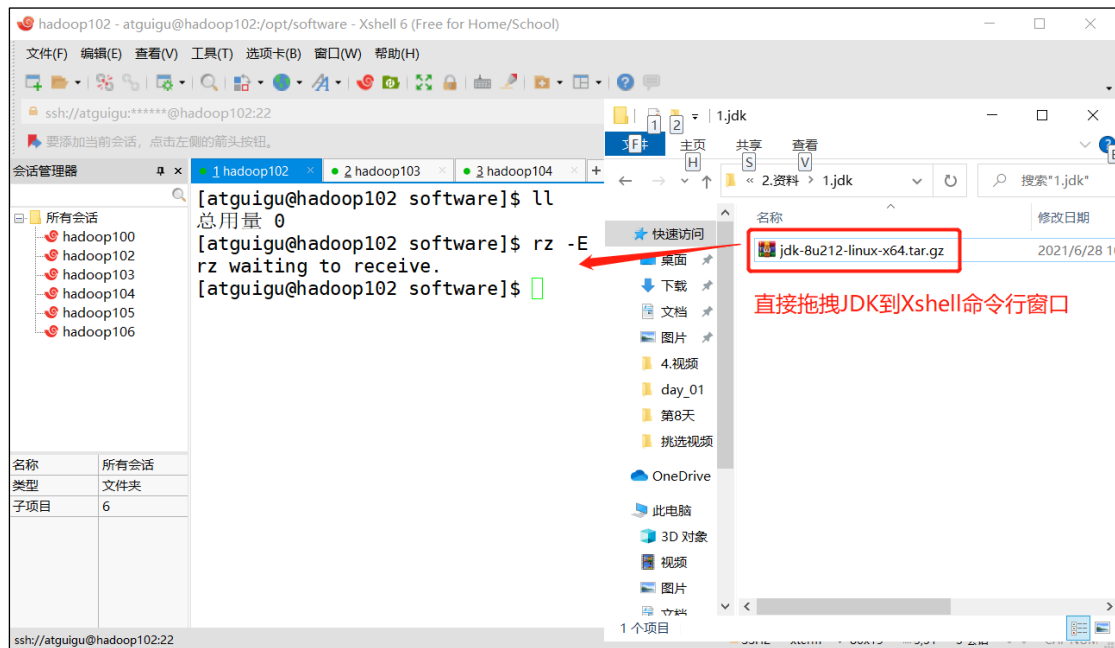 hadoop102 - atguigu@hadoop102:/opt/software - Xshell 6 (Free for Home/School)
文件(F) 编辑(E) 查看(V) 工具(T) 选项卡(B) 窗口(W) 帮助(H)
ssh://atguigu:******@hadoop102:22
要添加当前会话，点击左侧的箭头按钮。
会话管理器
1 hadoop102
2 hadoop103
3 hadoop104
+
所有会话
hadoop100
hadoop102
hadoop103
hadoop104
hadoop105
hadoop106
名称 所有会话
类型 文件夹
子项目 6
[atguigu@hadoop102 software]$ ll
总用量 0
[atguigu@hadoop102 software]$ rz -E
rz waiting to receive.
[atguigu@hadoop102 software]$
1.jdk
1 2
F 主页 共享 查看
H S V
« 2.资料 › 1.jdk
搜索"1.jdk"
名称 修改日期
jdk-8u212-linux-x64.tar.gz 2021/6/28 1
直接拖拽JDK到Xshell命令行窗口
快速访问
桌面
下载
文档
图片
4.视频
day_01
第8天
挑选视频
OneDrive
此电脑
3D 对象
视频
图片
文档
1 个项目
ssh://atguigu@hadoop102:22